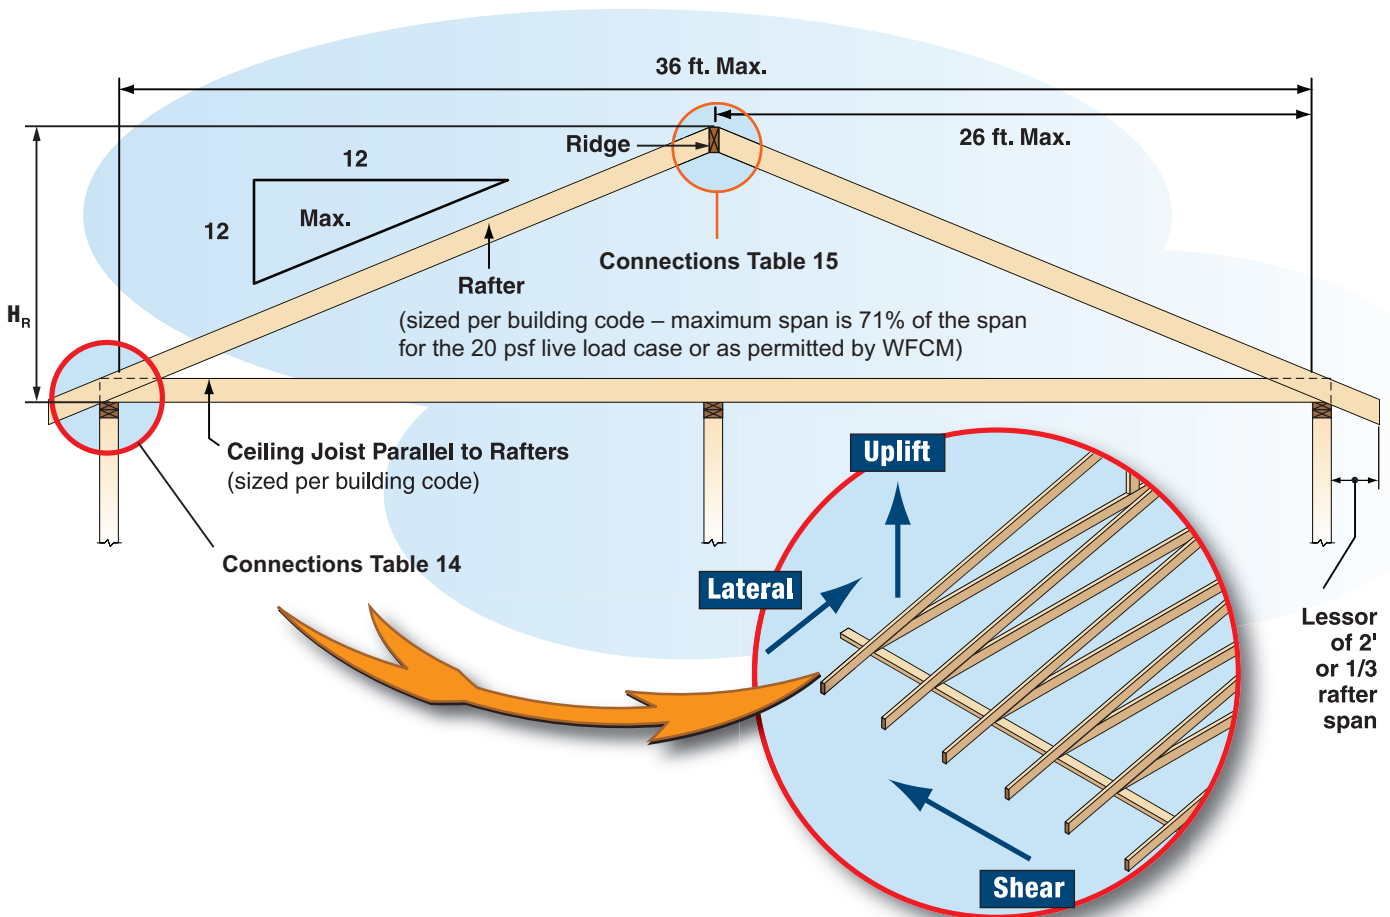 36 ft. Max.
26 ft. Max.
Ridge
12
12
Max.
H_R
Connections Table 15
Rafter
(sized per building code – maximum span is 71% of the span
for the 20 psf live load case or as permitted by WFCM)
Ceiling Joist Parallel to Rafters
(sized per building code)
Connections Table 14
Uplift
Lateral
Shear
Lessor
of 2'
or 1/3
rafter
span